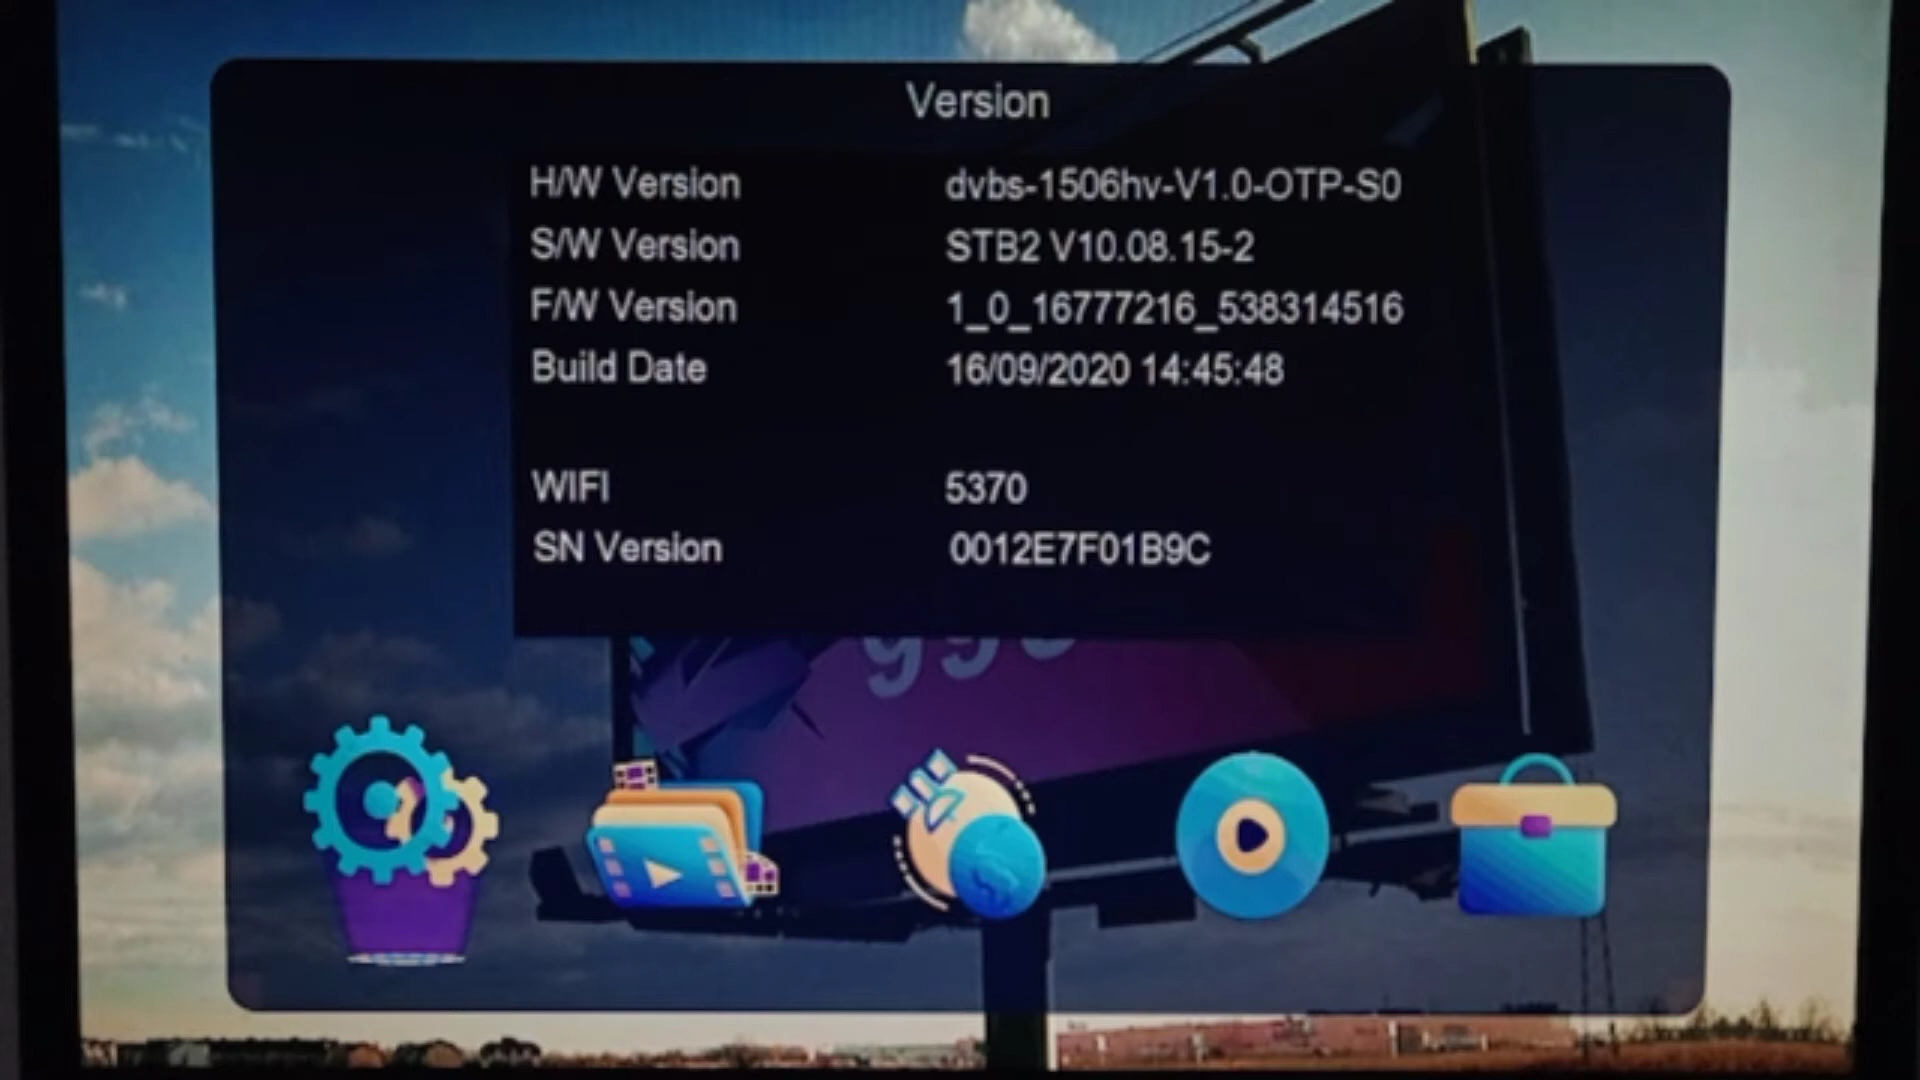 Version
H/W Version dvbs-1506hv-V1.0-OTP-S0
S/W Version STB2 V10.08.15-2
F/W Version 1_0_16777216_538314516
Build Date 16/09/2020 14:45:48
WIFI 5370
SN Version 0012E7F01B9C